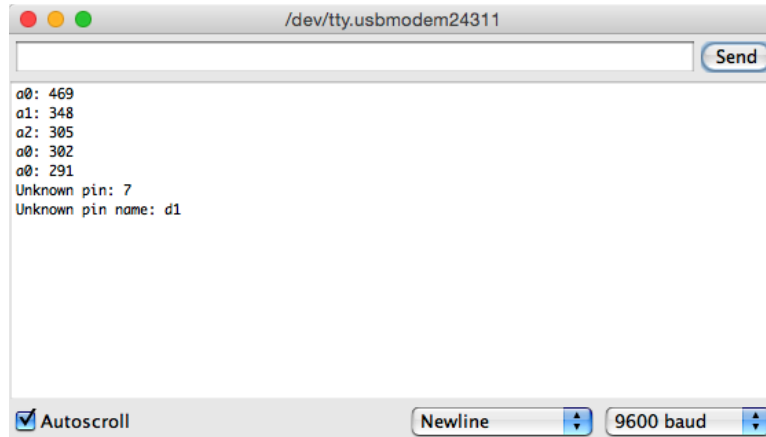 /dev/tty.usbmodem24311
Send
a0: 469
a1: 348
a2: 305
a0: 302
a0: 291
Unknown pin: 7
Unknown pin name: d1
Autoscroll
Newline
9600 baud